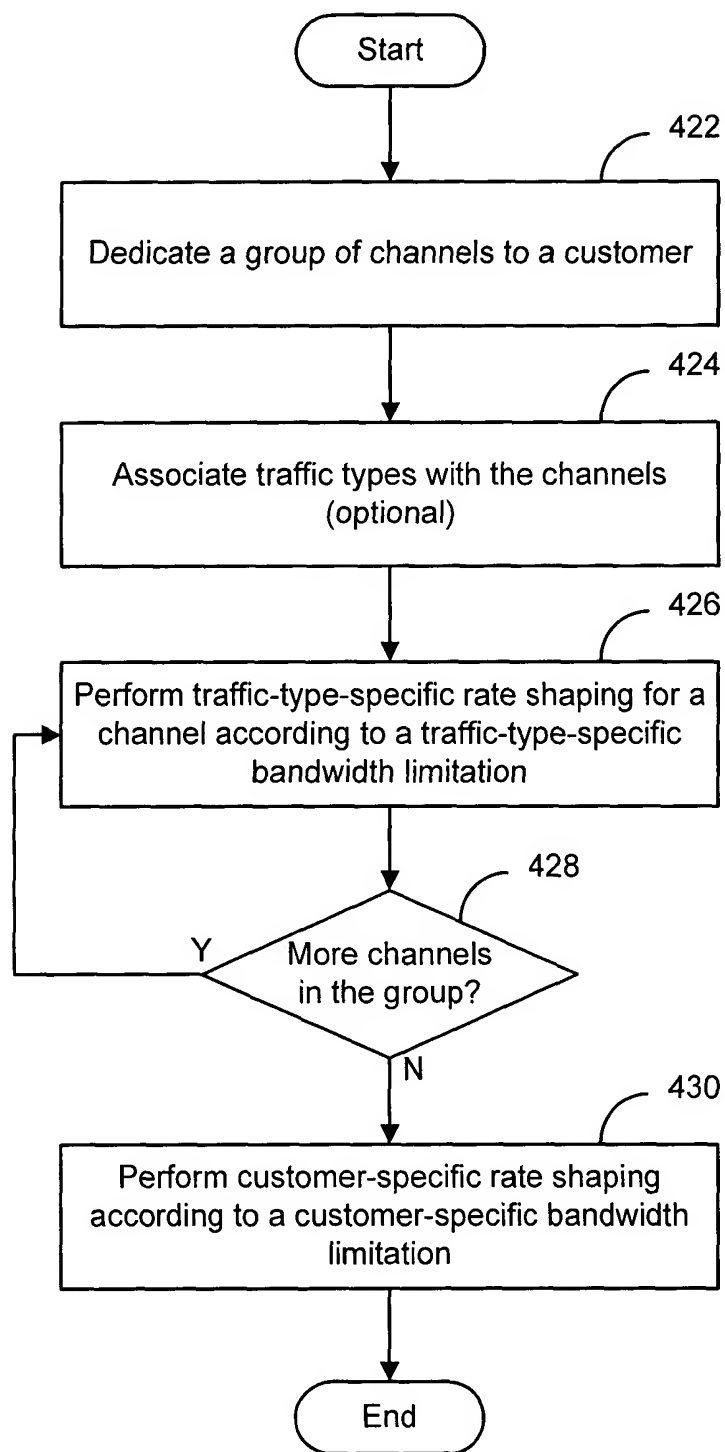 Start
422
Dedicate a group of channels to a customer
424
Associate traffic types with the channels
(optional)
426
Perform traffic-type-specific rate shaping for a
channel according to a traffic-type-specific
bandwidth limitation
428
Y
More channels
in the group?
N
430
Perform customer-specific rate shaping
according to a customer-specific bandwidth
limitation
End